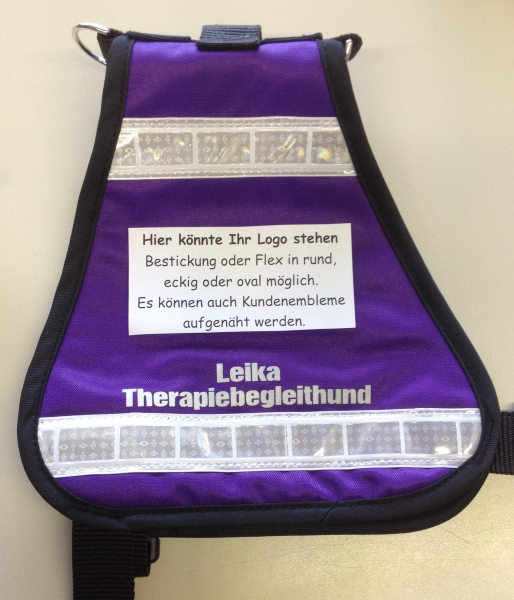 Hier könnte Ihr Logo stehen
Bestickung oder Flex in rund,
eckig oder oval möglich.
Es können auch Kundenembleme
aufgenäht werden.
Leika
Therapiebegleithund